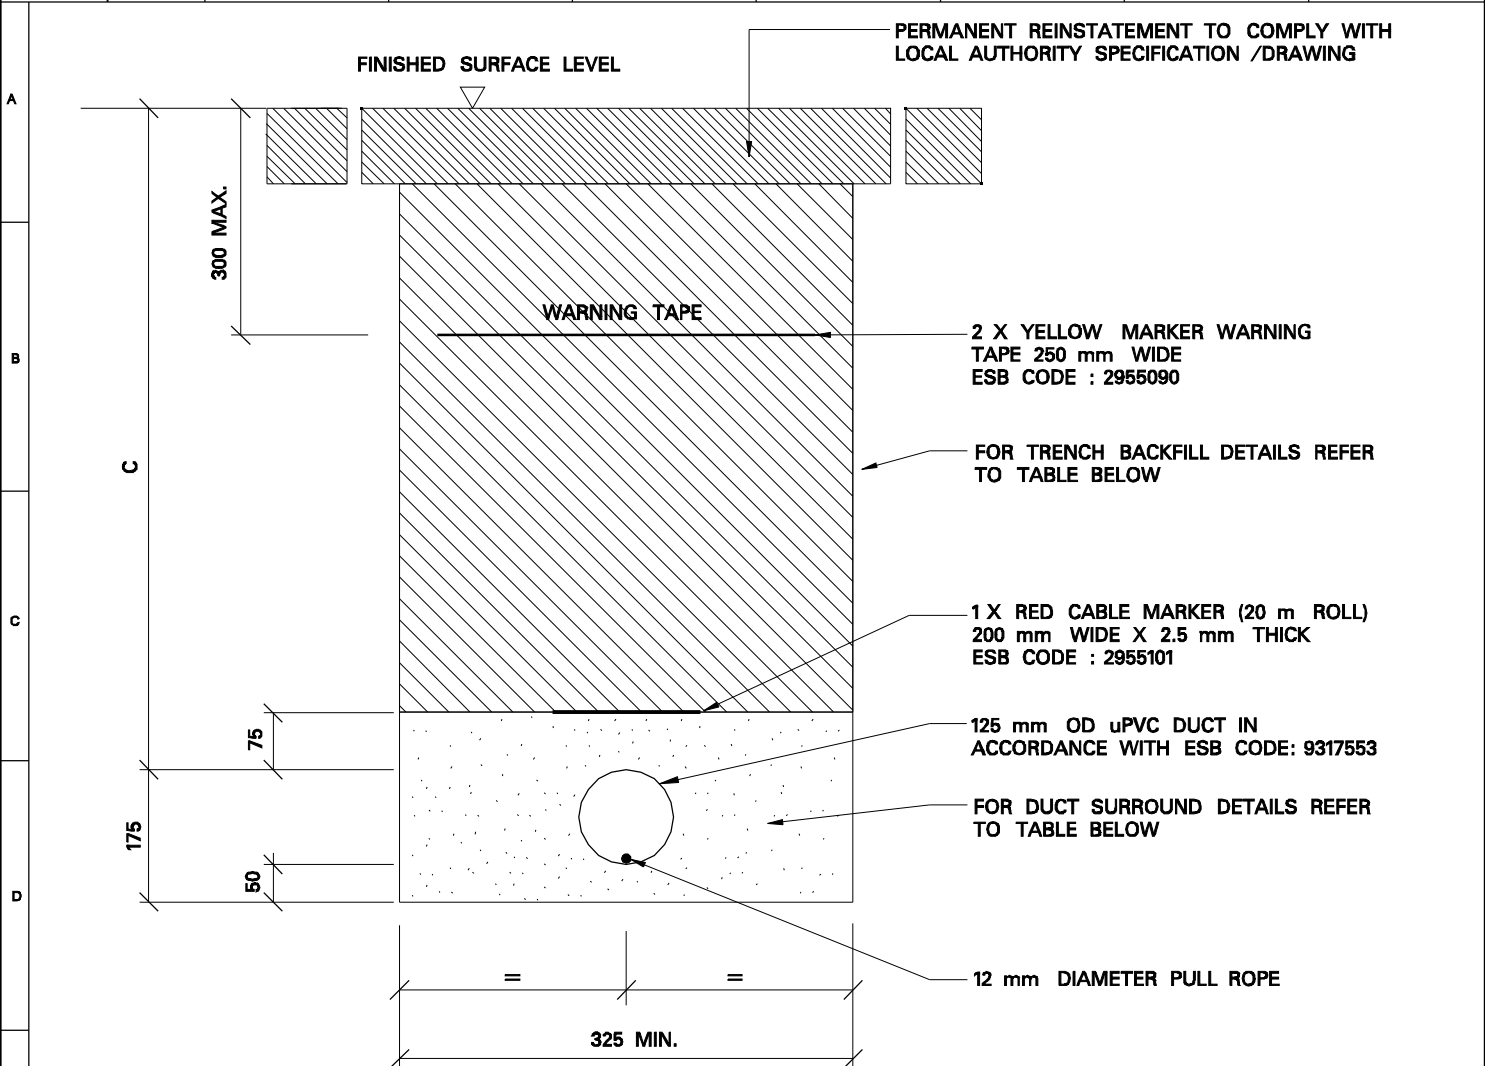 PERMANENT REINSTATEMENT TO COMPLY WITH
LOCAL AUTHORITY SPECIFICATION /DRAWING
FINISHED SURFACE LEVEL
A
300 MAX.
WARNING TAPE
2 X YELLOW MARKER WARNING
TAPE 250 mm WIDE
ESB CODE : 2955090
B
FOR TRENCH BACKFILL DETAILS REFER
TO TABLE BELOW
C
1 X RED CABLE MARKER (20 m ROLL)
200 mm WIDE X 2.5 mm THICK
ESB CODE : 2955101
C
75
125 mm OD uPVC DUCT IN
ACCORDANCE WITH ESB CODE: 9317553
FOR DUCT SURROUND DETAILS REFER
TO TABLE BELOW
175
50
D
= =
12 mm DIAMETER PULL ROPE
325 MIN.